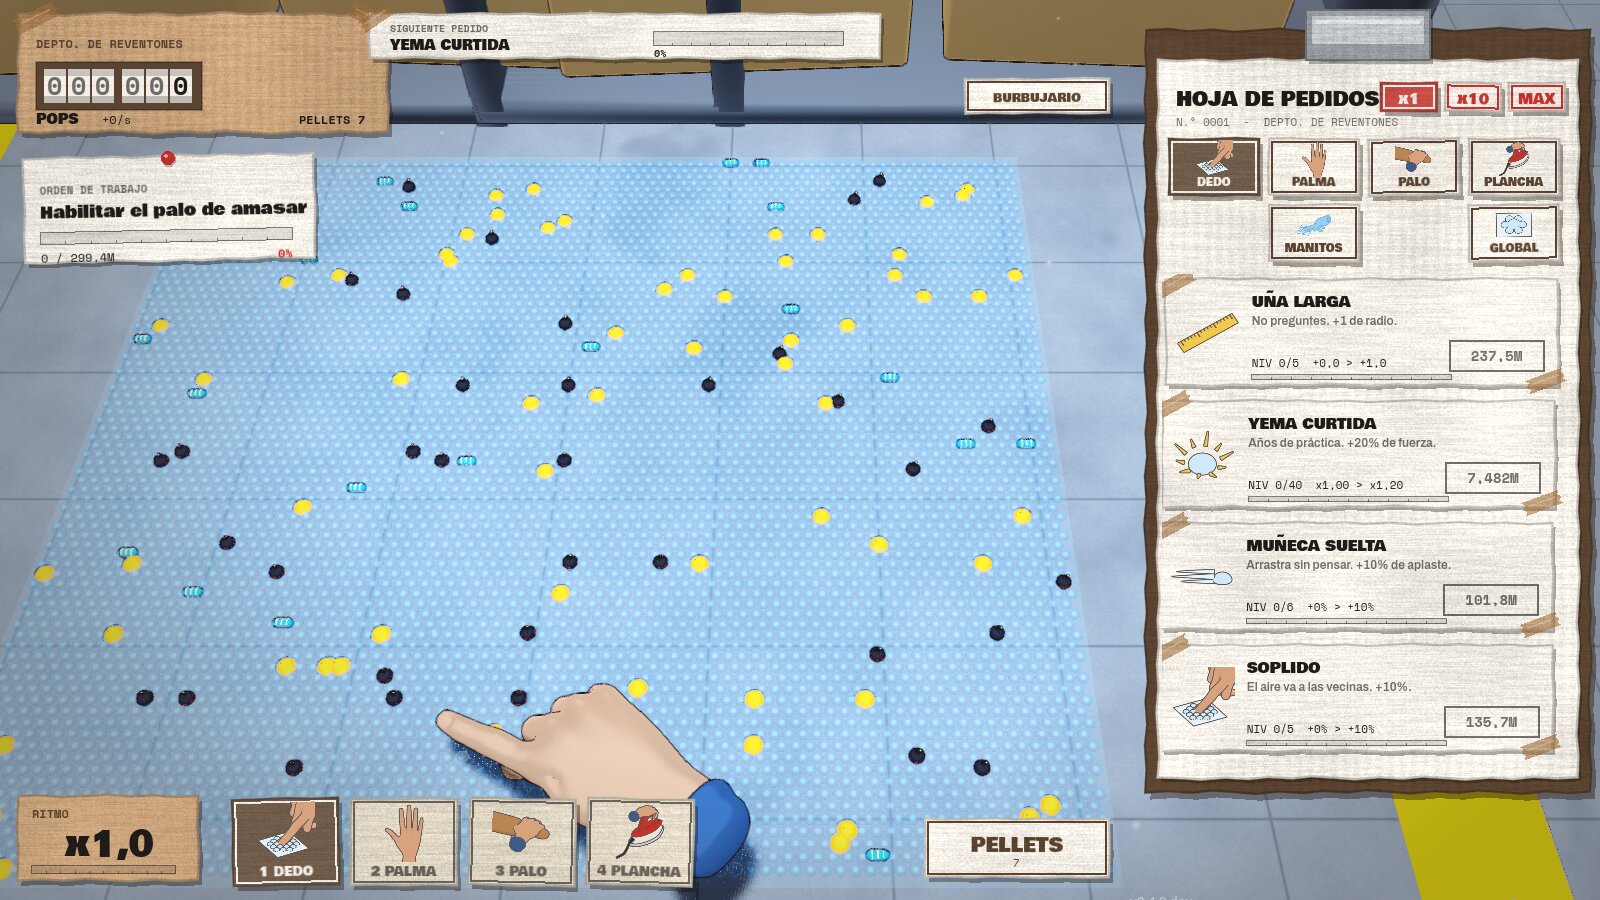 DEPTO. DE REVENTONES
000000
POPS +0/s PELLETS 7
SIGUIENTE PEDIDO
YEMA CURTIDA
0%
BURBUJARIO
ORDEN DE TRABAJO
Habilitar el palo de amasar
0 / 299,4M 0%
HOJA DE PEDIDOS x1 x10 MAX
N.° 0001 - DEPTO. DE REVENTONES
DEDO PALMA PALO PLANCHA
MANITOS GLOBAL
UÑA LARGA
No preguntes. +1 de radio.
NIV 0/5 +0,0 > +1,0
237,5M
YEMA CURTIDA
Años de práctica. +20% de fuerza.
NIV 0/40 x1,00 > x1,20
7,482M
MUÑECA SUELTA
Arrastra sin pensar. +10% de aplaste.
NIV 0/6 +0% > +10%
101,8M
SOPLIDO
El aire va a las vecinas. +10%.
NIV 0/5 +0% > +10%
135,7M
RITMO
x1,0
1 DEDO 2 PALMA 3 PALO 4 PLANCHA
PELLETS
7